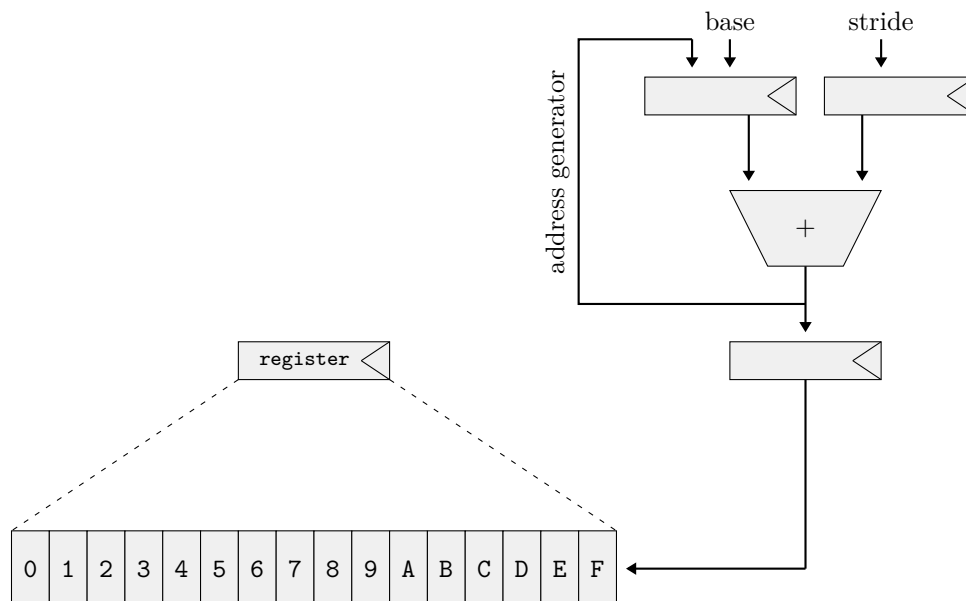 base stride
address generator
+
register
0 1 2 3 4 5 6 7 8 9 A B C D E F